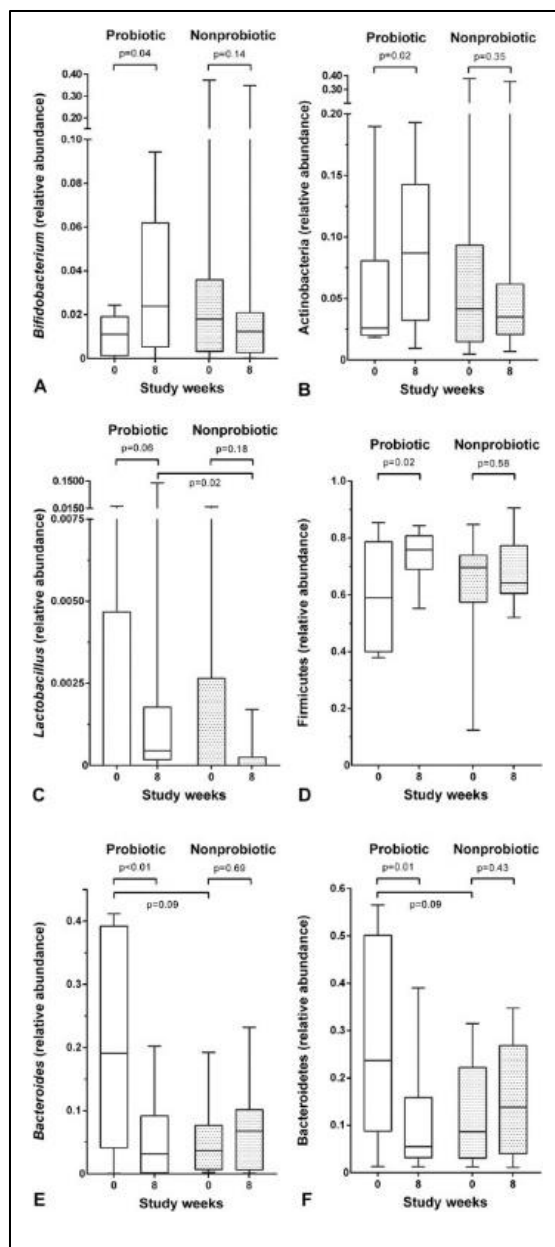 Probiotic Nonprobiotic
p=0.04 p=0.14
0.40
0.30
0.20
0.10
0.08
0.06
0.04
0.02
0
Bifidobacterium (relative abundance)
0 8 0 8
Study weeks
A
Probiotic Nonprobiotic
p=0.02 p=0.35
0.40
0.30
0.20
0.20
0.15
0.10
0.05
0
Actinobacteria (relative abundance)
0 8 0 8
Study weeks
B
Probiotic Nonprobiotic
p=0.06 p=0.18
p=0.02
0.1500
0.0150
0.0075
0.0050
0.0025
0
Lactobacillus (relative abundance)
0 8 0 8
Study weeks
C
Probiotic Nonprobiotic
p=0.02 p=0.58
1.0
0.8
0.6
0.4
0.2
0
Firmicutes (relative abundance)
0 8 0 8
Study weeks
D
Probiotic Nonprobiotic
p<0.01 p=0.69
p=0.09
0.4
0.3
0.2
0.1
0
Bacteroides (relative abundance)
0 8 0 8
Study weeks
E
Probiotic Nonprobiotic
p=0.01 p=0.43
p=0.09
0.6
0.5
0.4
0.3
0.2
0.1
0
Bacteroidetes (relative abundance)
0 8 0 8
Study weeks
F